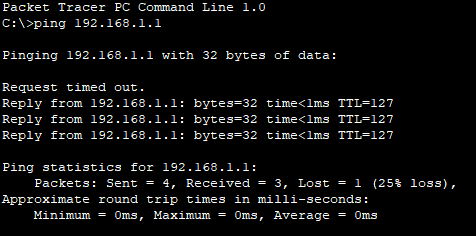 Packet Tracer PC Command Line 1.0
C:\>ping 192.168.1.1
Pinging 192.168.1.1 with 32 bytes of data:
Request timed out.
Reply from 192.168.1.1: bytes=32 time<1ms TTL=127
Reply from 192.168.1.1: bytes=32 time<1ms TTL=127
Reply from 192.168.1.1: bytes=32 time<1ms TTL=127
Ping statistics for 192.168.1.1:
Packets: Sent = 4, Received = 3, Lost = 1 (25% loss),
Approximate round trip times in milli-seconds:
Minimum = 0ms, Maximum = 0ms, Average = 0ms